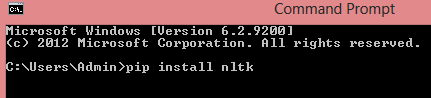 C:\.
Command Prompt
Microsoft Windows [Version 6.2.9200]
(c) 2012 Microsoft Corporation. All rights reserved.
C:\Users\Admin>pip install nltk